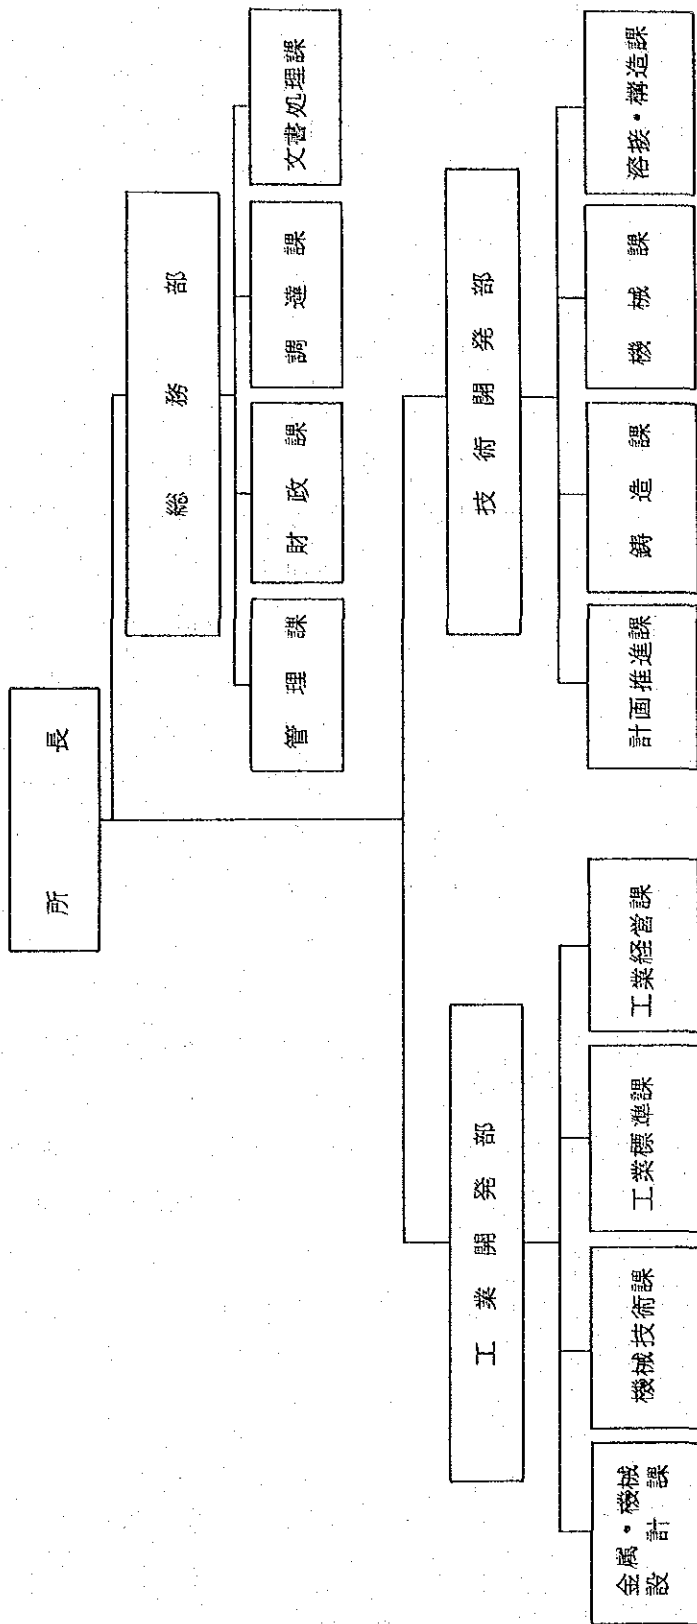 所長
総務部
管理課
財政課
調達課
文書処理課
工業開発部
技術開発部
金属・機械
設計課
機械技術課
工業標準課
工業経営課
計画推進課
鋳造課
機械課
溶接・構造課